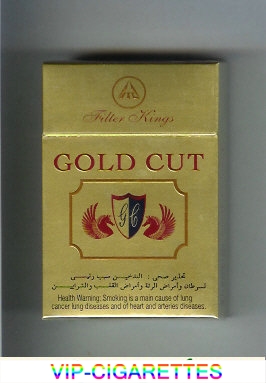 Filter Kings
GOLD CUT
GC
تحذير صحي : التدخين سبب رئيسي
لسرطان وأمراض الرئة وأمراض القلب والشرايين
Health Warning: Smoking is a main cause of lung
cancer lung diseases and of heart and arteries diseases.
VIP-CIGARETTES